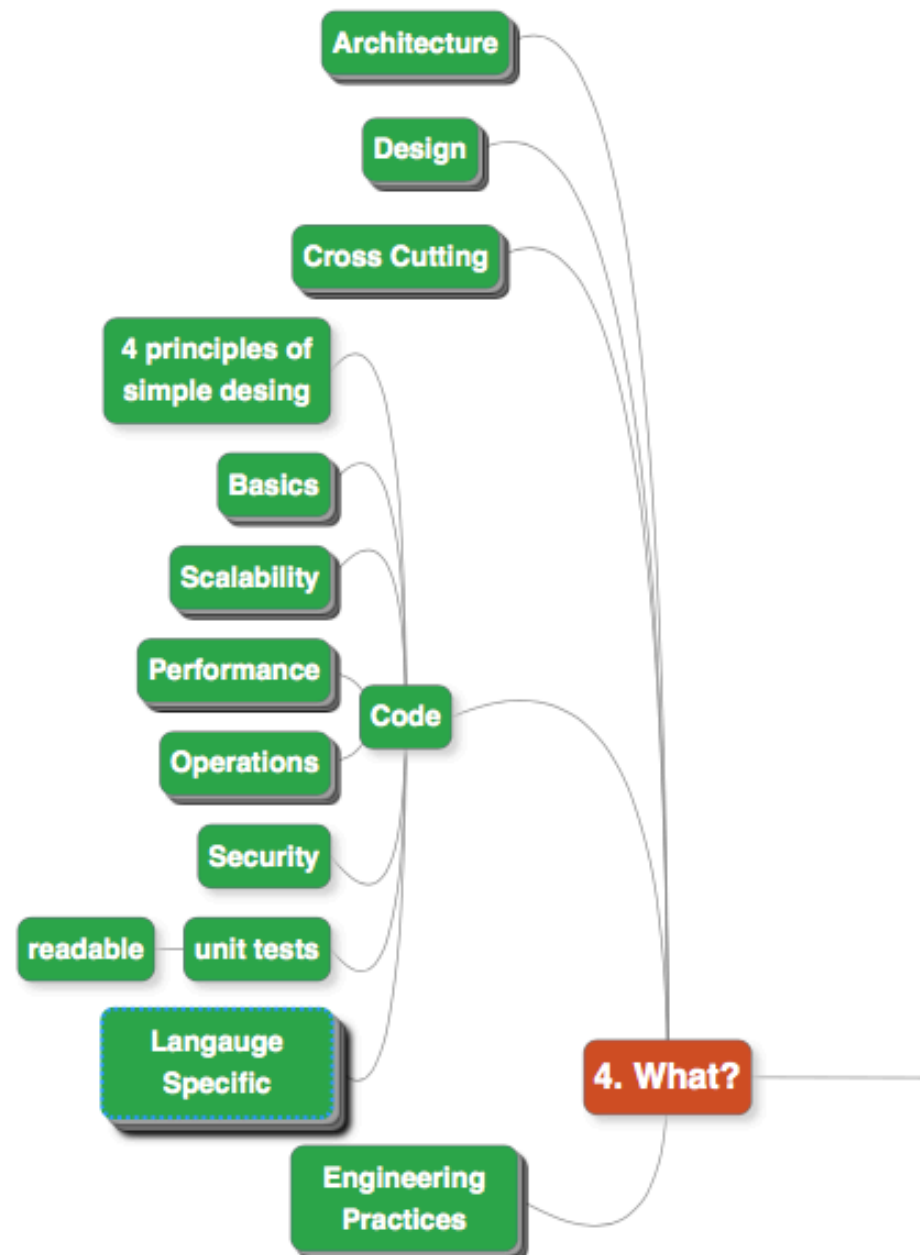 Architecture
Design
Cross Cutting
4 principles of
simple desing
Basics
Scalability
Performance
Code
Operations
Security
readable
unit tests
Langauge
Specific
4. What?
Engineering
Practices